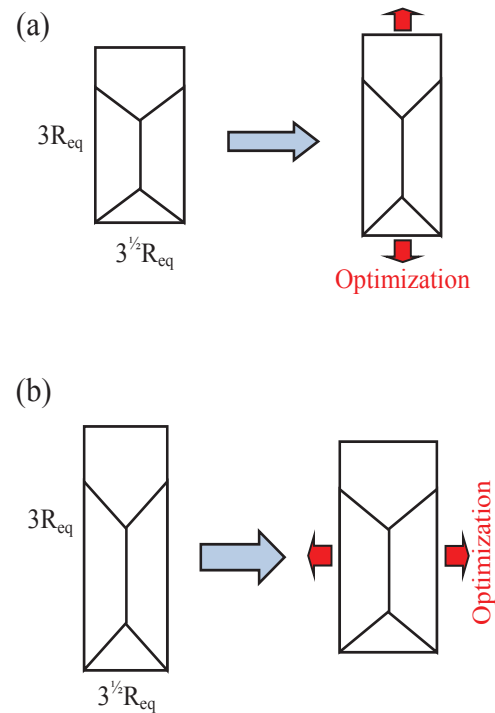 (a)
3R_eq
3^½R_eq
Optimization
(b)
3R_eq
3^½R_eq
Optimization